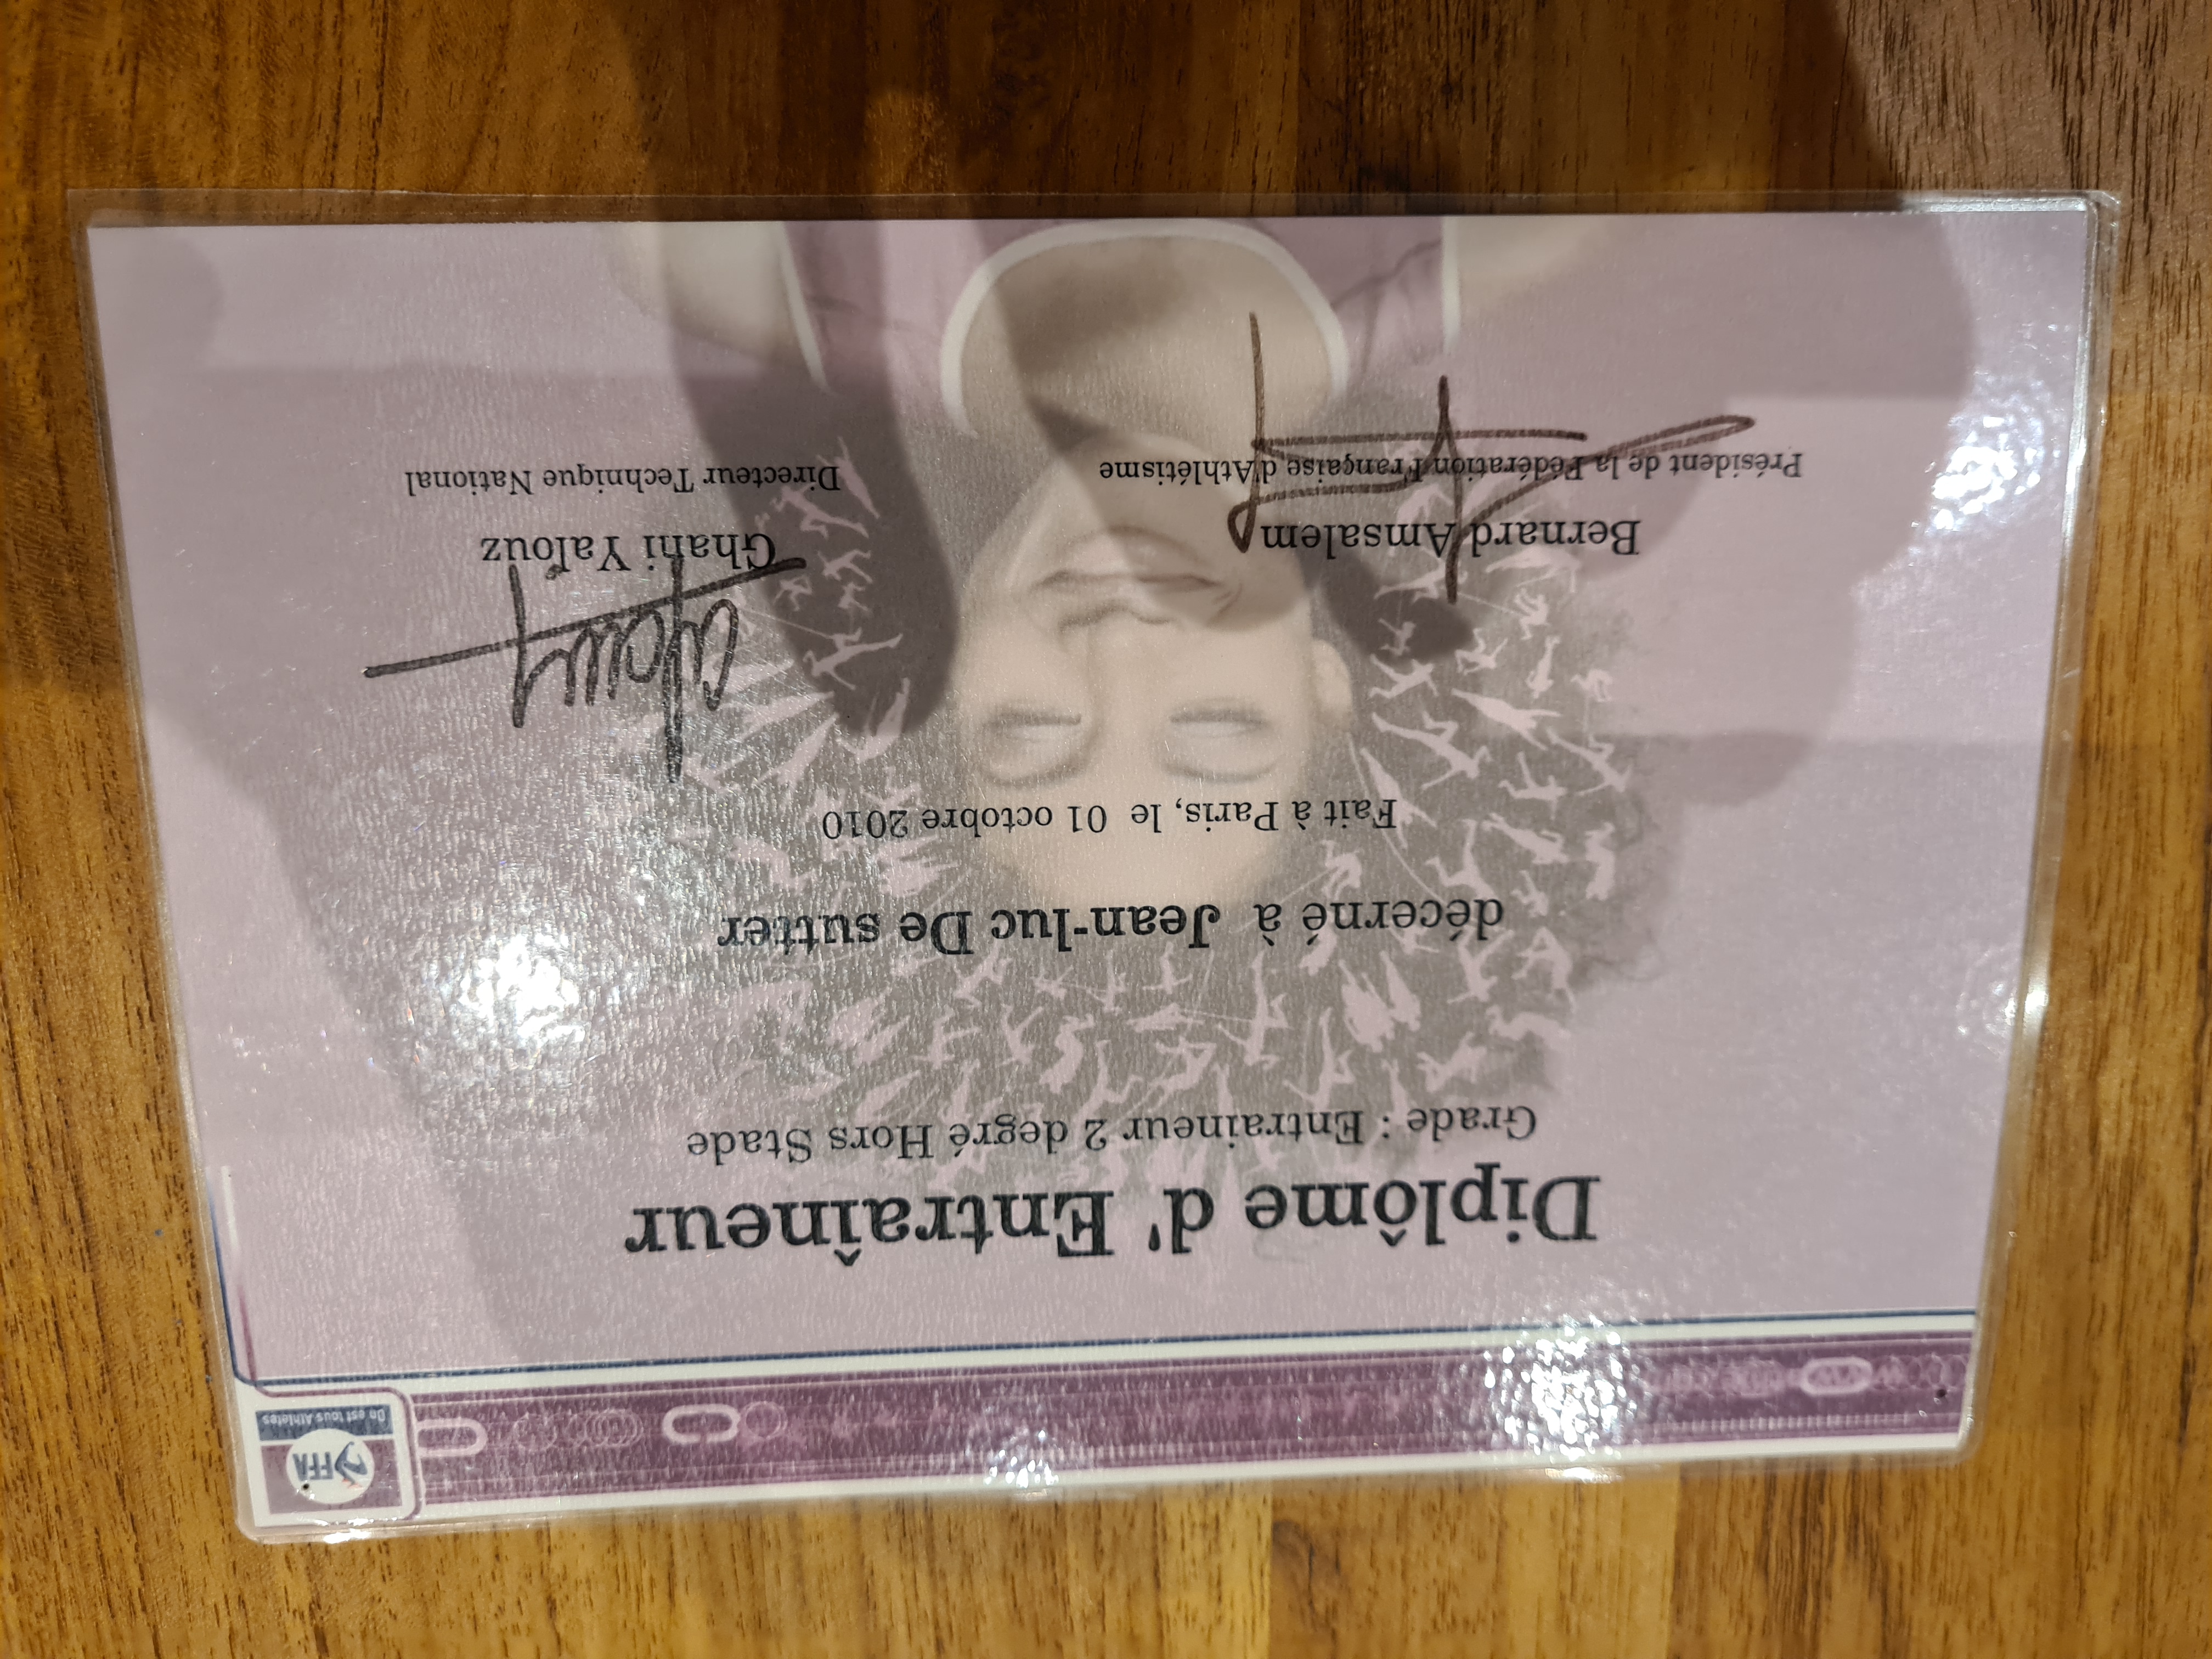 FFA
On est tous Athlètes
Diplôme d' Entraîneur
Grade : Entraineur 2 degré Hors Stade
décerné à Jean-luc De sutter
Fait à Paris, le 01 octobre 2010
Bernard Amsalem
Président de la Fédération Française d'Athlétisme
Ghani Yalouz
Directeur Technique National